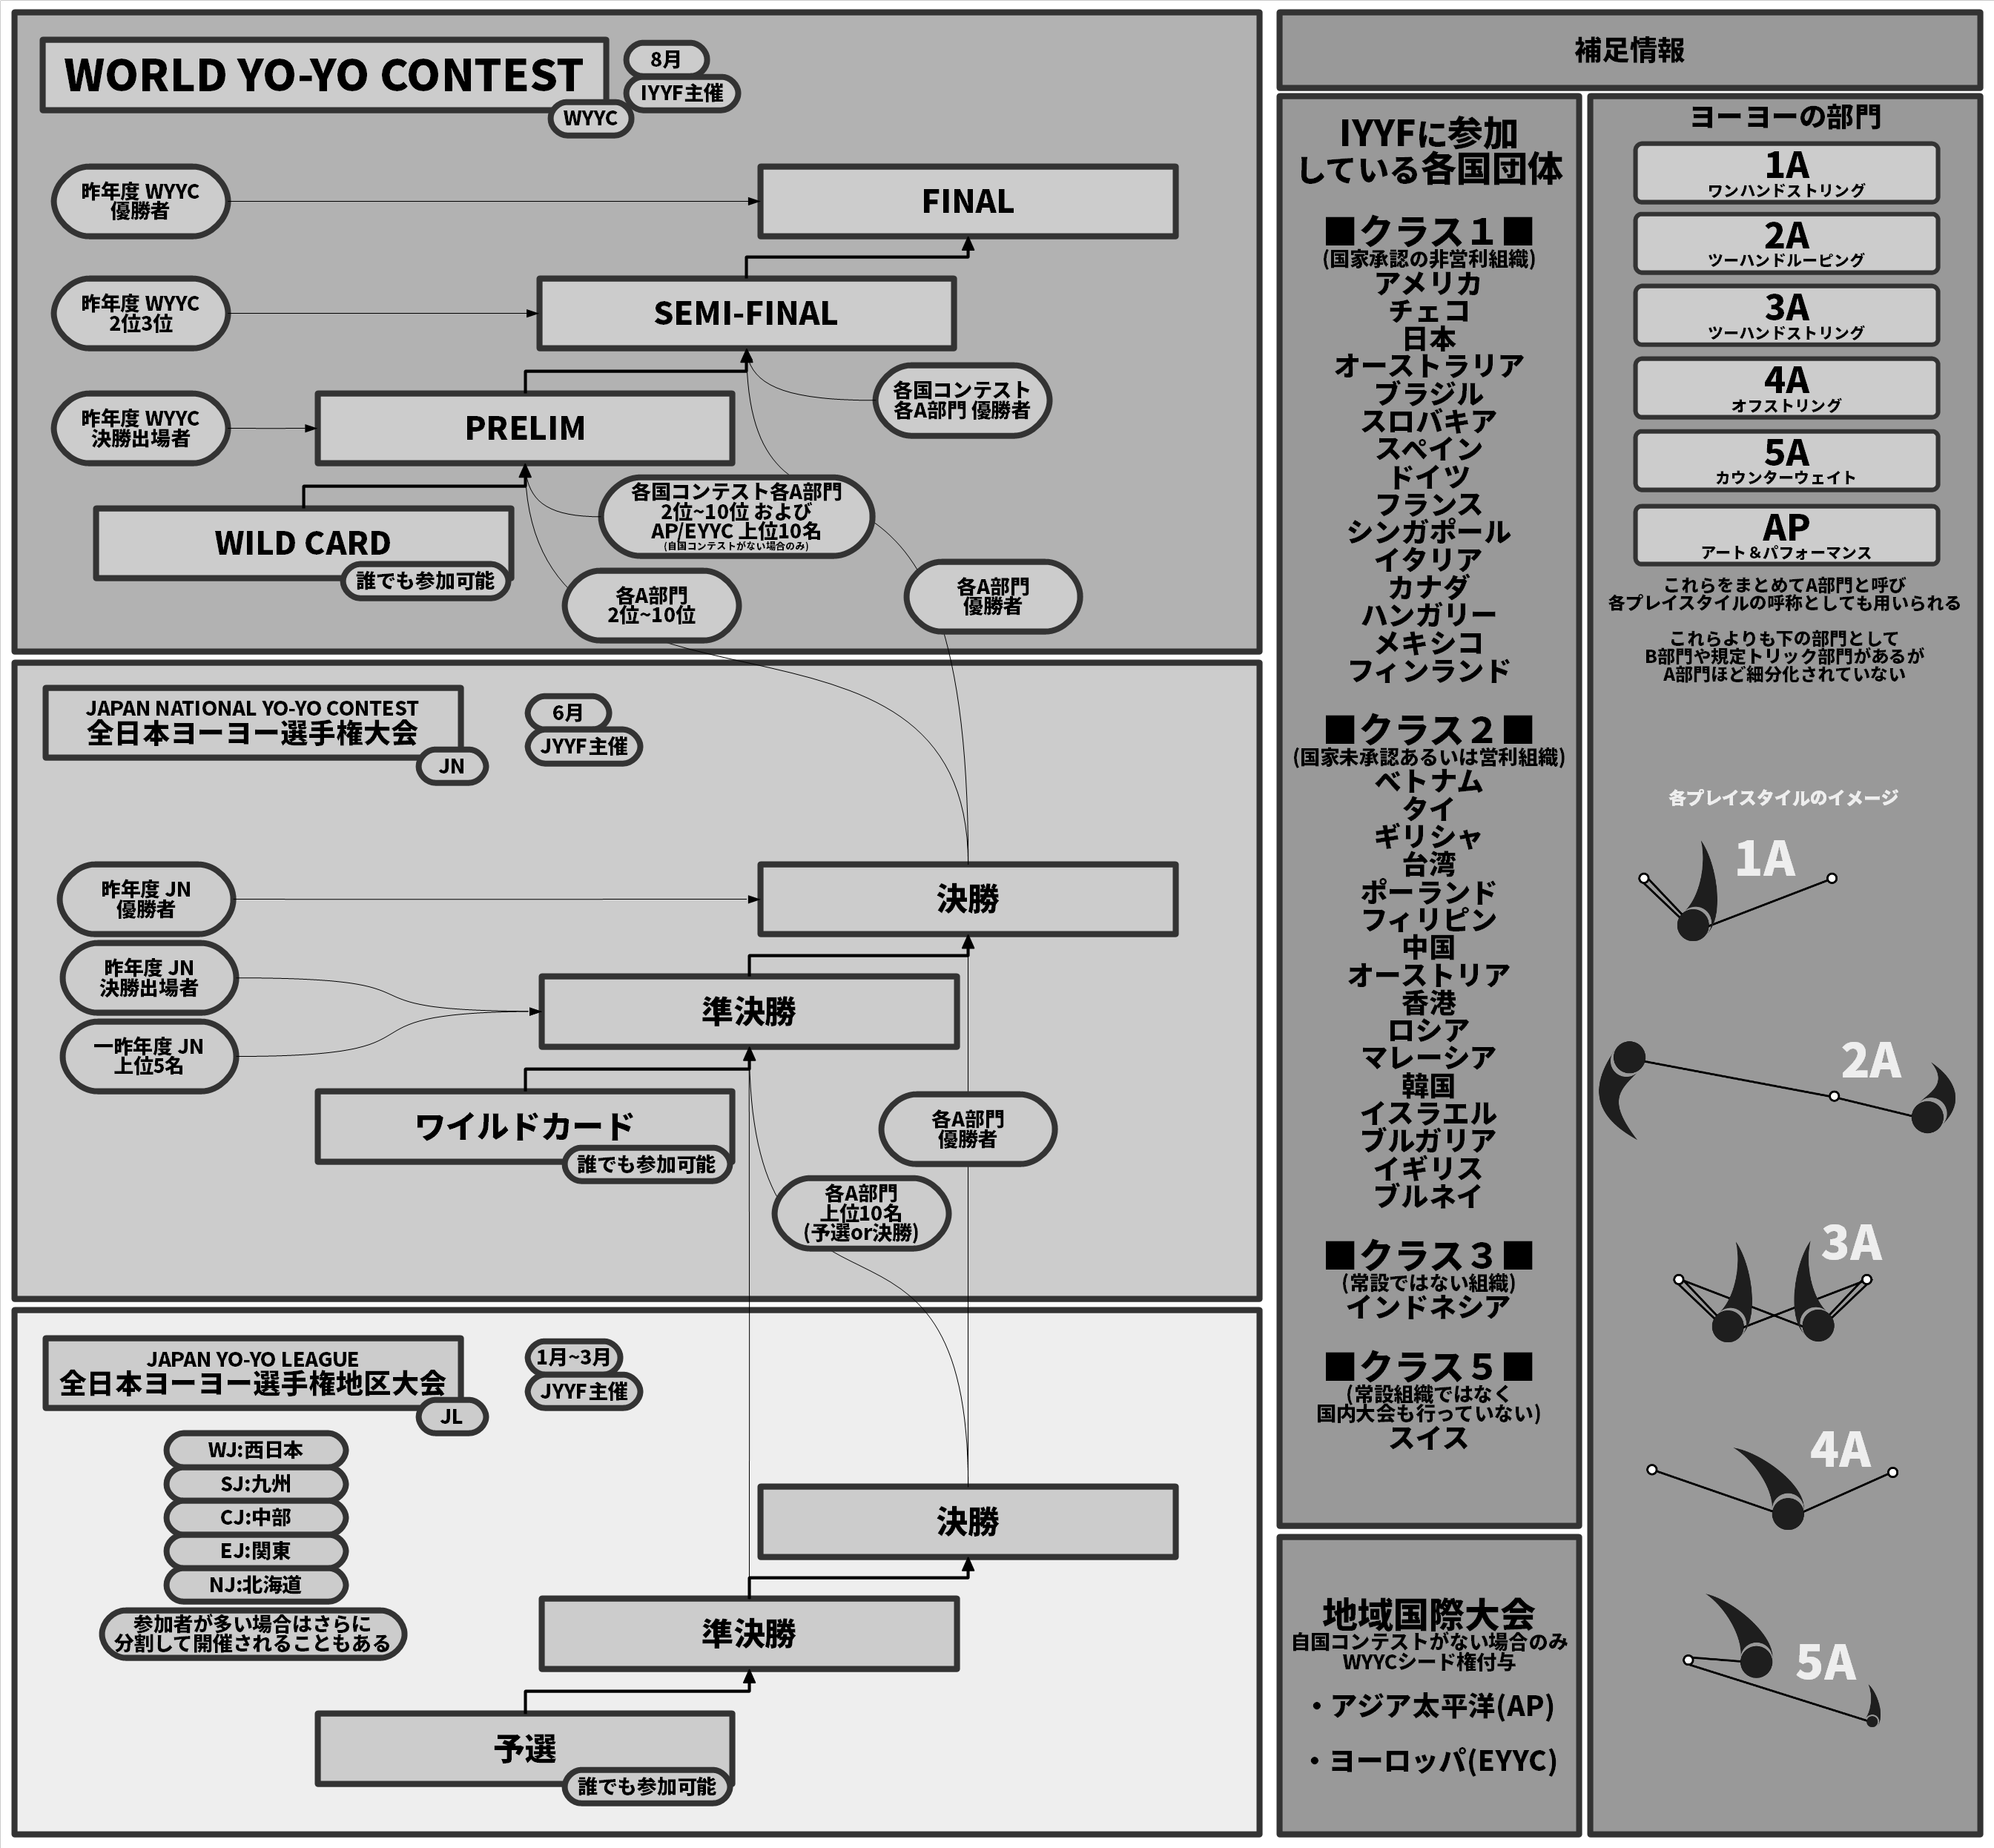 WORLD YO-YO CONTEST
8月
IYYF主催
WYYC
昨年度 WYYC
優勝者
FINAL
昨年度 WYYC
2位3位
SEMI-FINAL
各国コンテスト
各A部門 優勝者
昨年度 WYYC
決勝出場者
PRELIM
各国コンテスト各A部門
2位~10位 および
AP/EYYC 上位10名
(自国コンテストがない場合のみ)
WILD CARD
誰でも参加可能
各A部門
2位~10位
各A部門
優勝者
JAPAN NATIONAL YO-YO CONTEST
全日本ヨーヨー選手権大会
JN
6月
JYYF主催
昨年度 JN
優勝者
決勝
昨年度 JN
決勝出場者
準決勝
一昨年度 JN
上位5名
ワイルドカード
誰でも参加可能
各A部門
優勝者
各A部門
上位10名
(予選or決勝)
JAPAN YO-YO LEAGUE
全日本ヨーヨー選手権地区大会
JL
1月~3月
JYYF主催
WJ:西日本
SJ:九州
CJ:中部
EJ:関東
NJ:北海道
参加者が多い場合はさらに
分割して開催されることもある
決勝
準決勝
予選
誰でも参加可能
補足情報
IYYFに参加
している各国団体
■クラス１■
(国家承認の非営利組織)
アメリカ
チェコ
日本
オーストラリア
ブラジル
スロバキア
スペイン
ドイツ
フランス
シンガポール
イタリア
カナダ
ハンガリー
メキシコ
フィンランド
■クラス２■
(国家未承認あるいは営利組織)
ベトナム
タイ
ギリシャ
台湾
ポーランド
フィリピン
中国
オーストリア
香港
ロシア
マレーシア
韓国
イスラエル
ブルガリア
イギリス
ブルネイ
■クラス３■
(常設ではない組織)
インドネシア
■クラス５■
(常設組織ではなく
国内大会も行っていない)
スイス
地域国際大会
自国コンテストがない場合のみ
WYYCシード権付与
・アジア太平洋(AP)
・ヨーロッパ(EYYC)
ヨーヨーの部門
1A
ワンハンドストリング
2A
ツーハンドルーピング
3A
ツーハンドストリング
4A
オフストリング
5A
カウンターウェイト
AP
アート＆パフォーマンス
これらをまとめてA部門と呼び
各プレイスタイルの呼称としても用いられる
これらよりも下の部門として
B部門や規定トリック部門があるが
A部門ほど細分化されていない
各プレイスタイルのイメージ
1A
2A
3A
4A
5A